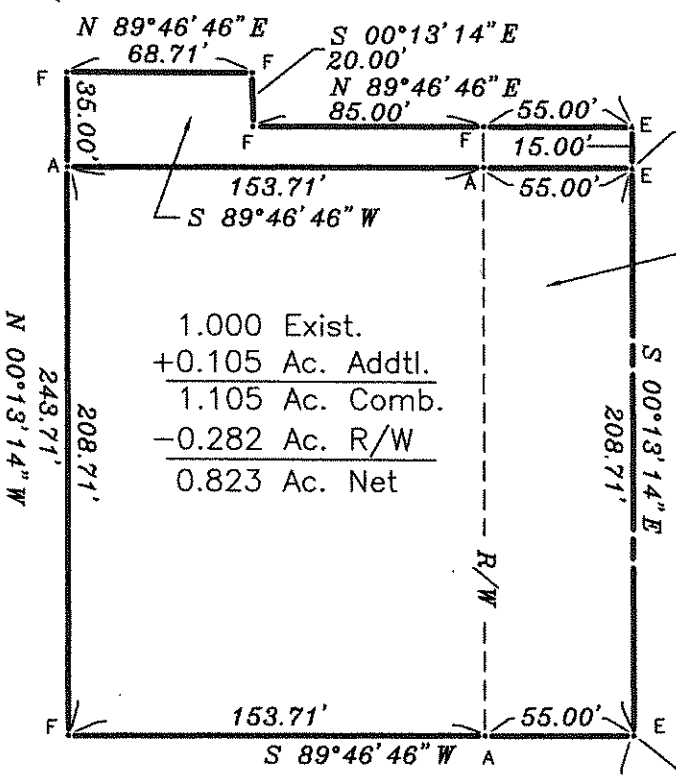 N 89°46'46" E
68.71'
S 00°13'14" E
20.00'
F
F
N 89°46'46" E
85.00'
55.00'
35.00'
F
F
E
15.00'
A
153.71'
A
55.00'
E
S 89°46'46" W
1.000 Exist.
+0.105 Ac. Addtl.
1.105 Ac. Comb.
-0.282 Ac. R/W
0.823 Ac. Net
N 00°13'14" W
243.71'
208.71'
208.71'
S 00°13'14" E
R/W
F
153.71'
55.00'
E
S 89°46'46" W
A